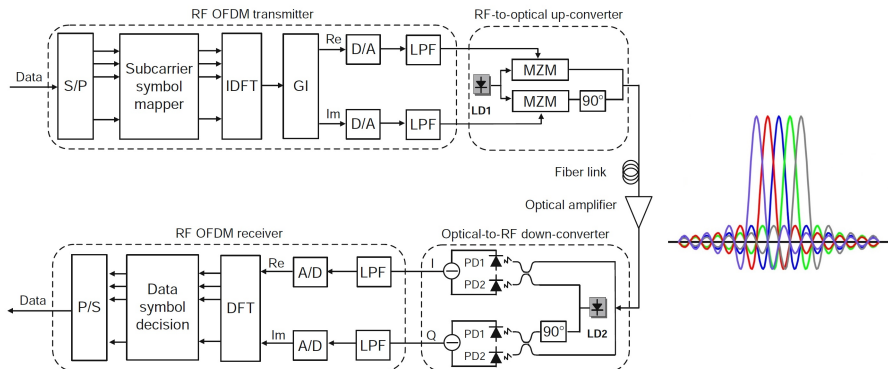 RF OFDM transmitter
RF-to-optical up-converter
Data
S/P
Subcarrier
symbol
mapper
IDFT
GI
Re
D/A
LPF
Im
D/A
LPF
LD1
MZM
MZM
90°
Fiber link
Optical amplifier
RF OFDM receiver
Optical-to-RF down-converter
Data
P/S
Data
symbol
decision
DFT
Re
A/D
LPF
I
PD1
PD2
Im
A/D
LPF
Q
PD1
PD2
90°
LD2